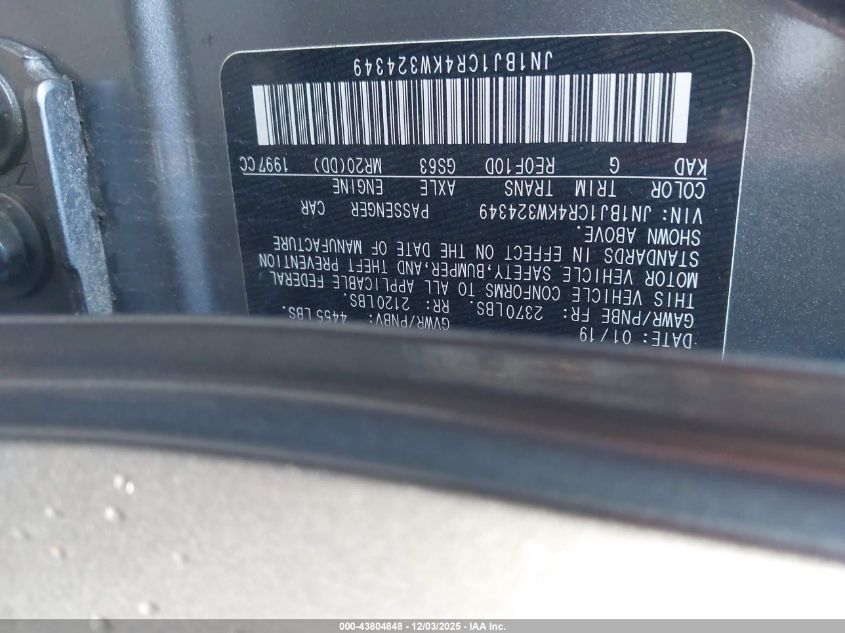 DATE: 01/19
GVWR/PNBV: 4455 LBS.
GAWR/PNBE FR: 2370LBS. RR: 2120LBS.
THIS VEHICLE CONFORMS TO ALL APPLICABLE FEDERAL
MOTOR VEHICLE SAFETY,BUMPER,AND THEFT PREVENTION
STANDARDS IN EFFECT ON THE DATE OF MANUFACTURE
SHOWN ABOVE.
VIN: JN1BJ1CR4KW324349 PASSENGER CAR
COLOR TRIM TRANS AXLE ENGINE
KAD G RE0F10D GS63 MR20(DD) 1997CC
JN1BJ1CR4KW324349
000-43804848 - 12/03/2025 - IAA Inc.